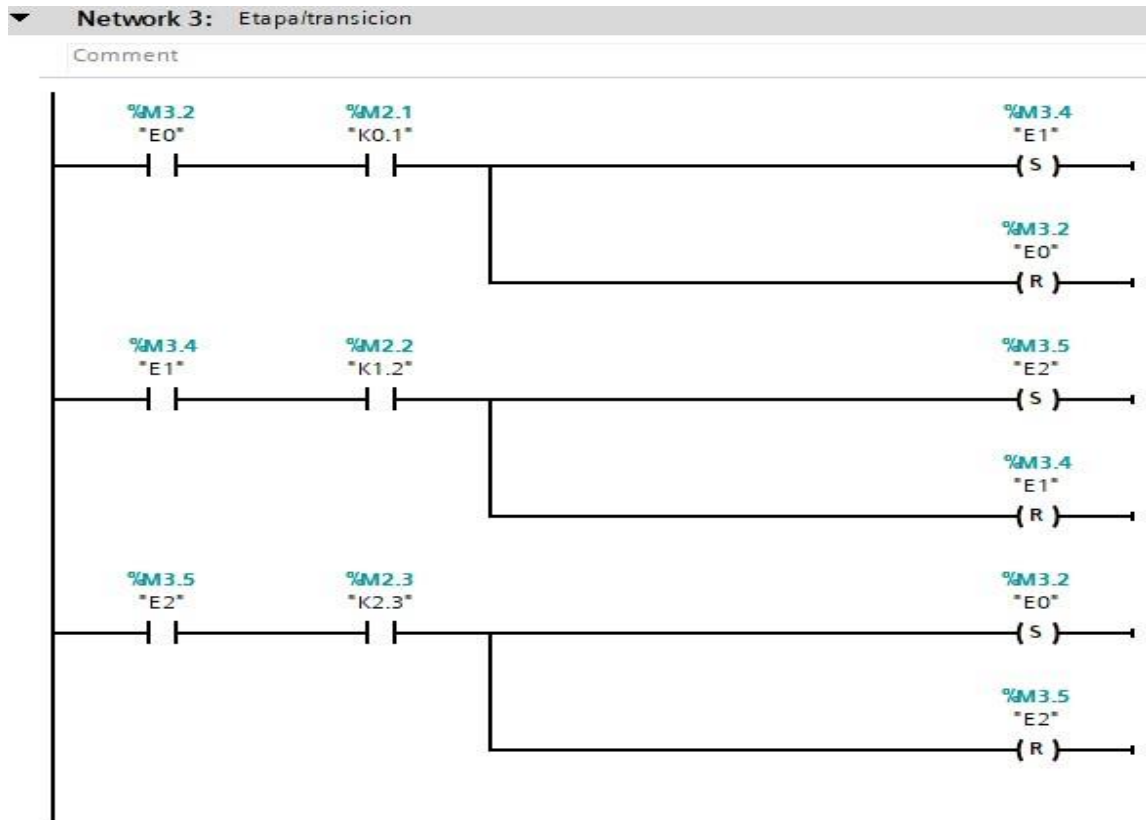 Network 3: Etapa/transicion
Comment
%M3.2 %M2.1 %M3.4
"E0" "K0.1" "E1"
S
%M3.2
"E0"
R
%M3.4 %M2.2 %M3.5
"E1" "K1.2" "E2"
S
%M3.4
"E1"
R
%M3.5 %M2.3 %M3.2
"E2" "K2.3" "E0"
S
%M3.5
"E2"
R